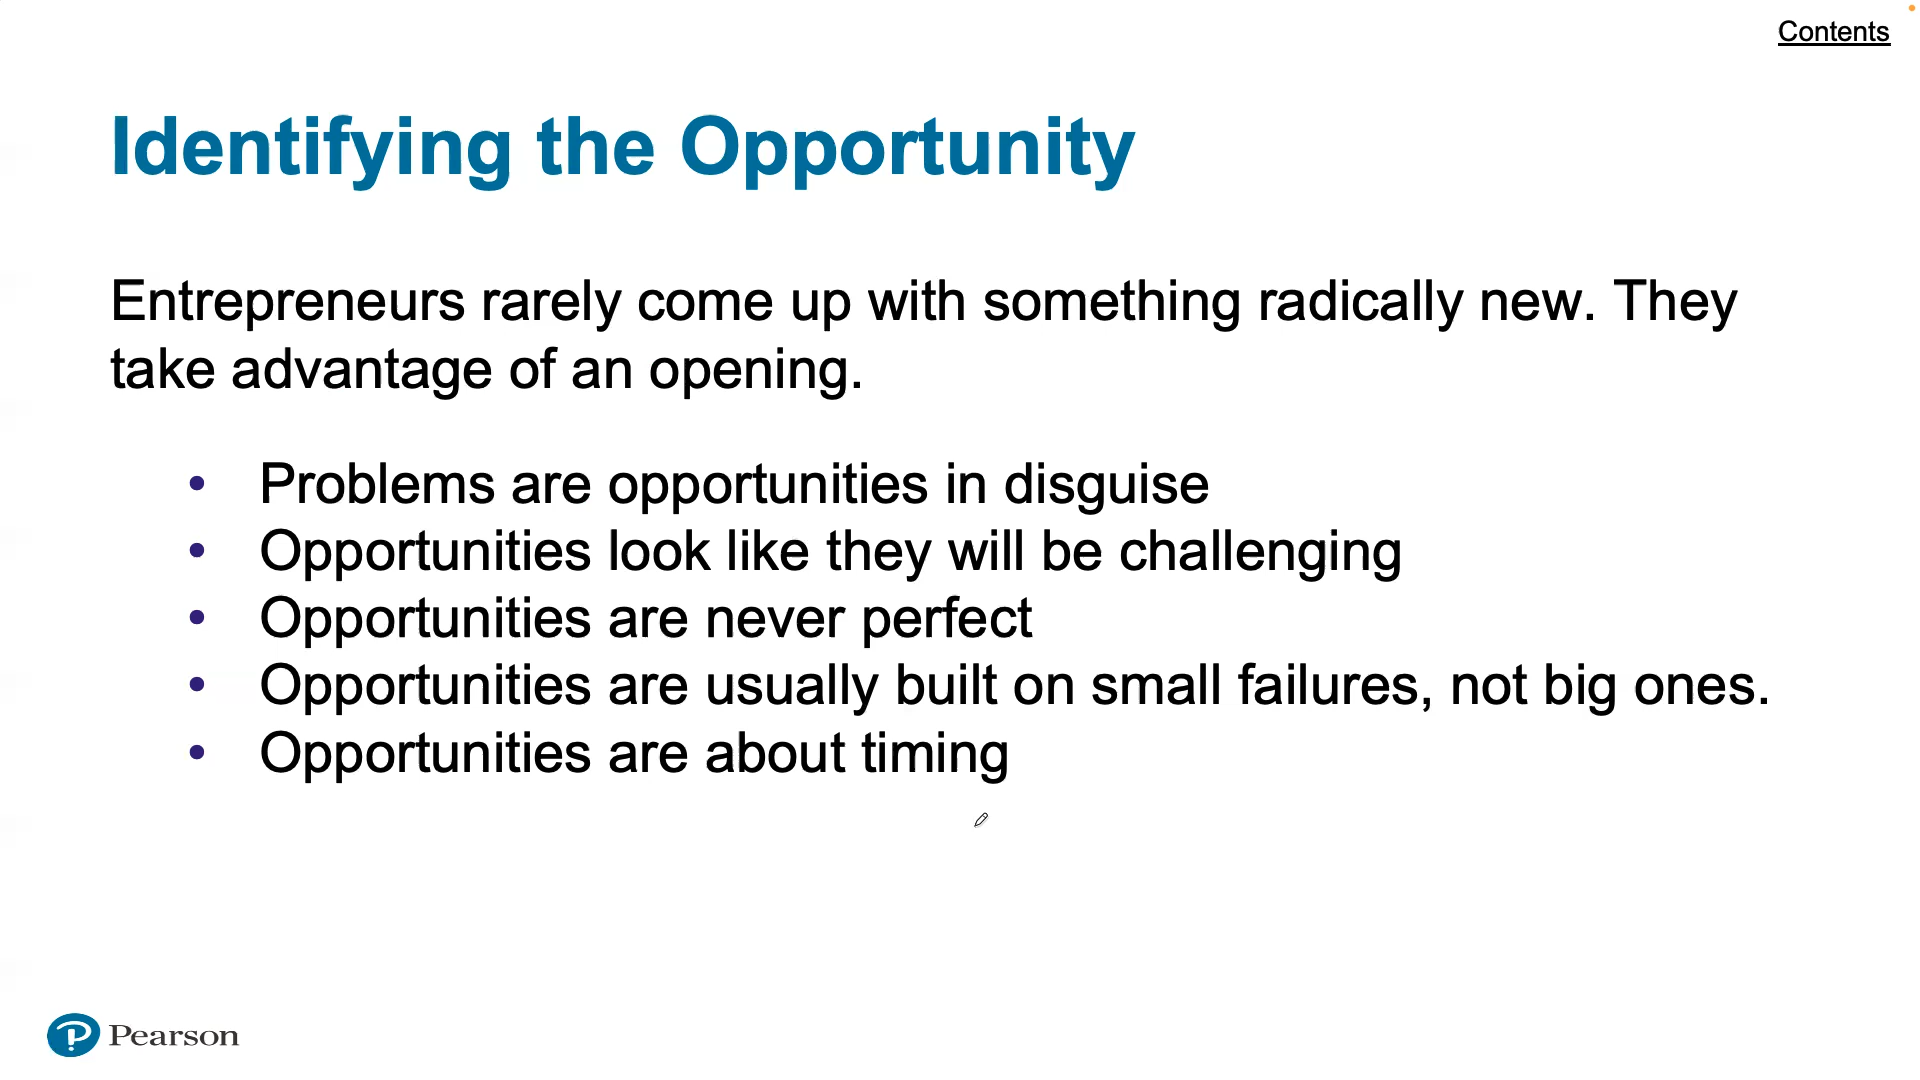 Contents
Identifying the Opportunity
Entrepreneurs rarely come up with something radically new. They
take advantage of an opening.
• Problems are opportunities in disguise
• Opportunities look like they will be challenging
• Opportunities are never perfect
• Opportunities are usually built on small failures, not big ones.
• Opportunities are about timing
P Pearson